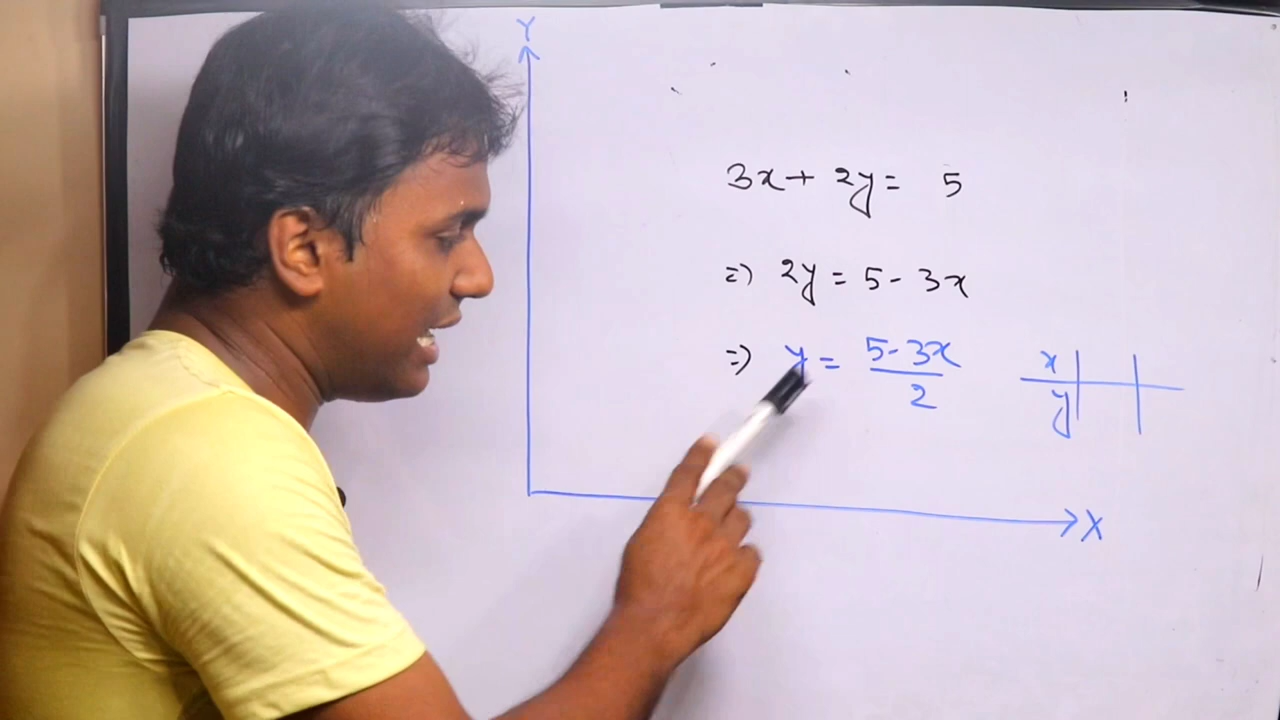 Y
3x + 2y = 5
=) 2y = 5 - 3x
=) y = (5 - 3x)/2
x
y
X